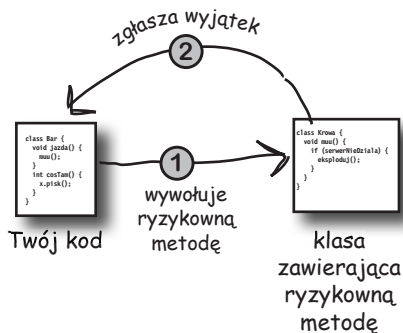 zgłasza wyjątek
2
class Bar {
void jazda() {
muu();
}
int cosTam() {
x.pisk();
}
}
Twój kod
1
wywołuje
ryzykowną
metodę
class Krowa {
void muu() {
if (serwerNieDziala) {
eksploduj();
}
}
}
klasa
zawierająca
ryzykowną
metodę